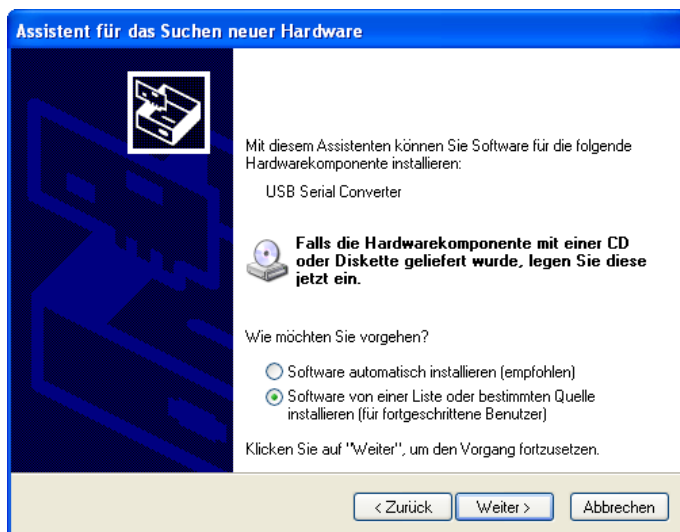 Assistent für das Suchen neuer Hardware
Mit diesem Assistenten können Sie Software für die folgende
Hardwarekomponente installieren:
USB Serial Converter
Falls die Hardwarekomponente mit einer CD
oder Diskette geliefert wurde, legen Sie diese
jetzt ein.
Wie möchten Sie vorgehen?
Software automatisch installieren (empfohlen)
Software von einer Liste oder bestimmten Quelle
installieren (für fortgeschrittene Benutzer)
Klicken Sie auf "Weiter", um den Vorgang fortzusetzen.
< Zurück Weiter > Abbrechen